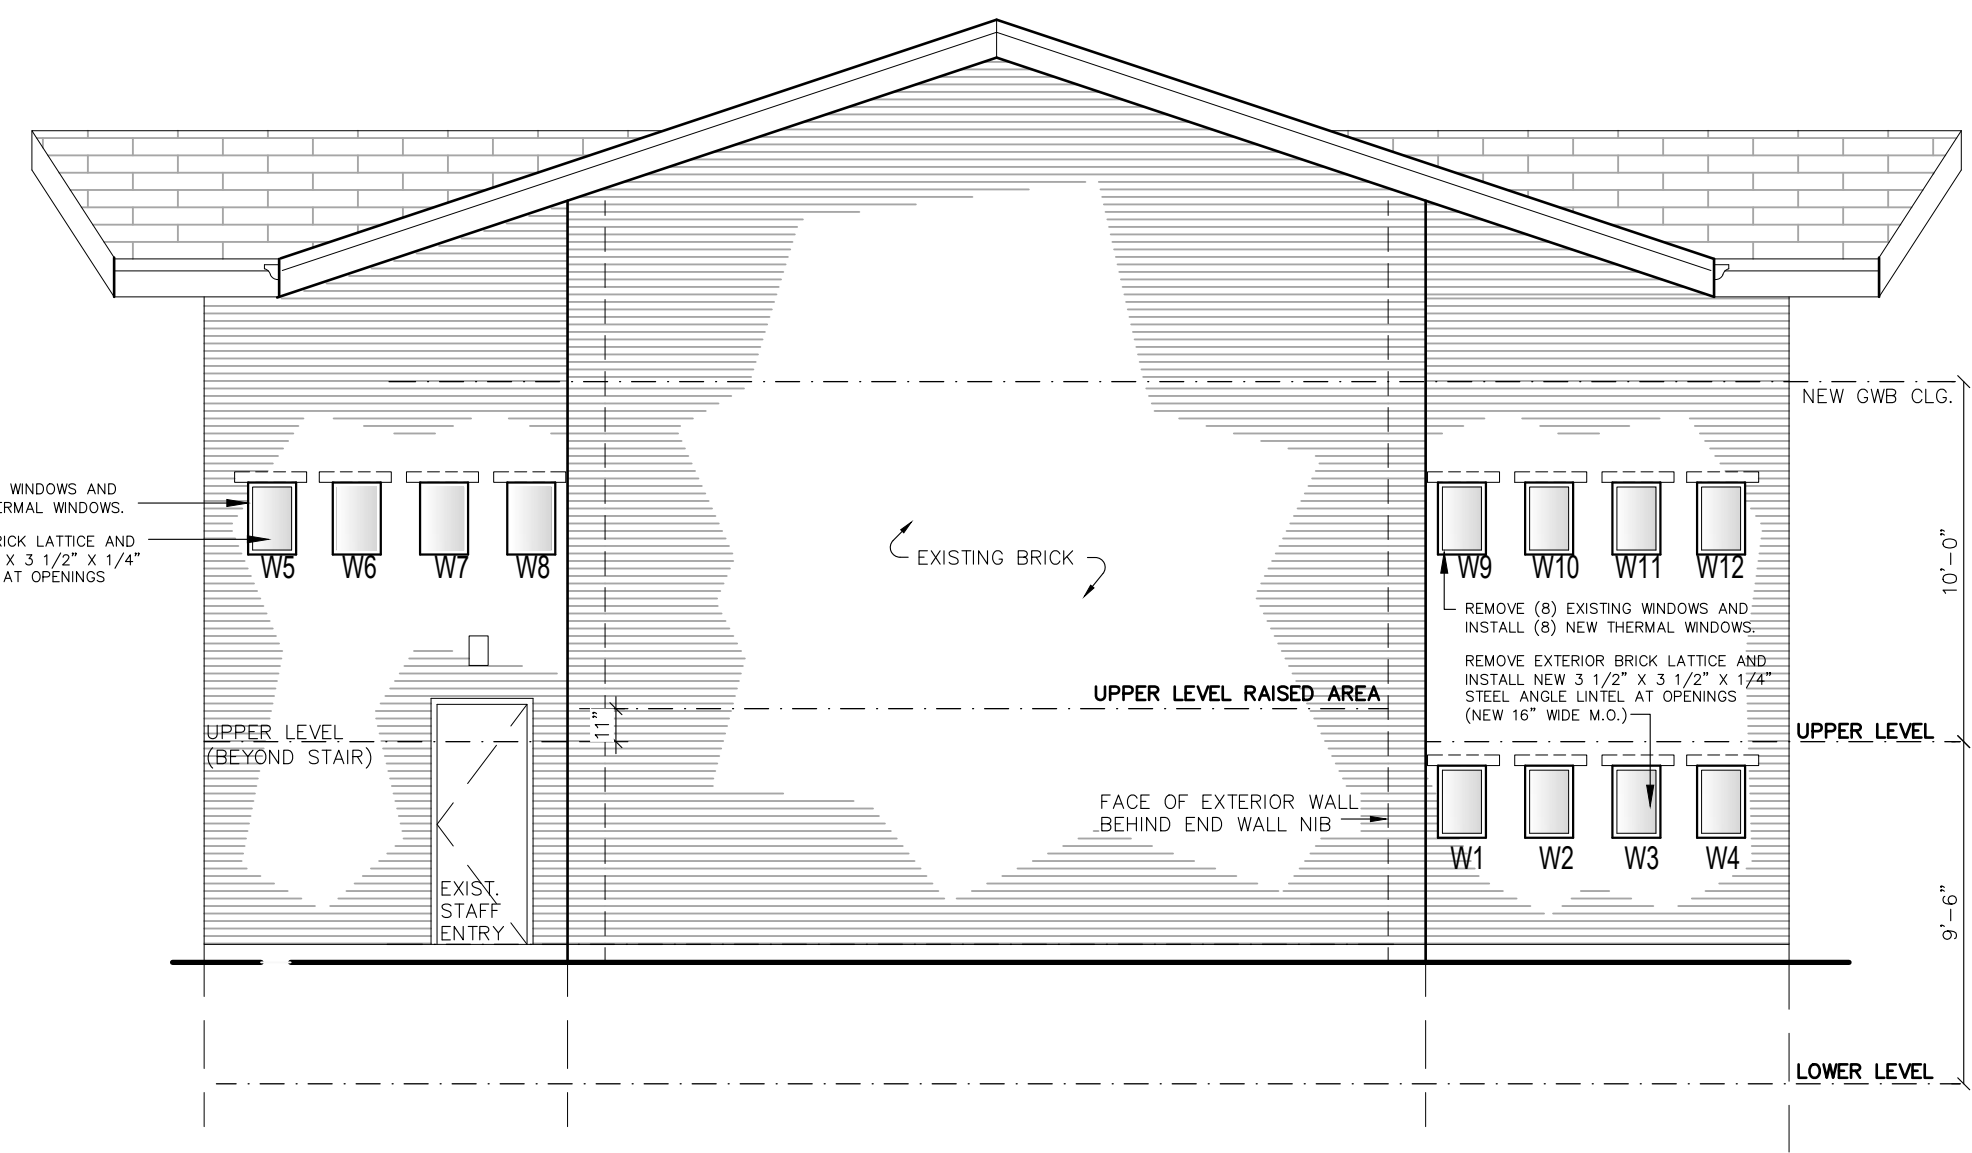 NEW GWB CLG.
WINDOWS AND
ERMAL WINDOWS.
RICK LATTICE AND
X 3 1/2" X 1/4"
AT OPENINGS
W5 W6 W7 W8
EXISTING BRICK
W9 W10 W11 W12
10'-0"
REMOVE (8) EXISTING WINDOWS AND
INSTALL (8) NEW THERMAL WINDOWS.
REMOVE EXTERIOR BRICK LATTICE AND
INSTALL NEW 3 1/2" X 3 1/2" X 1/4"
STEEL ANGLE LINTEL AT OPENINGS
(NEW 16" WIDE M.O.)
UPPER LEVEL RAISED AREA
11"
UPPER LEVEL
(BEYOND STAIR)
UPPER LEVEL
FACE OF EXTERIOR WALL
BEHIND END WALL NIB
W1 W2 W3 W4
EXIST.
STAFF
ENTRY
9'-6"
LOWER LEVEL